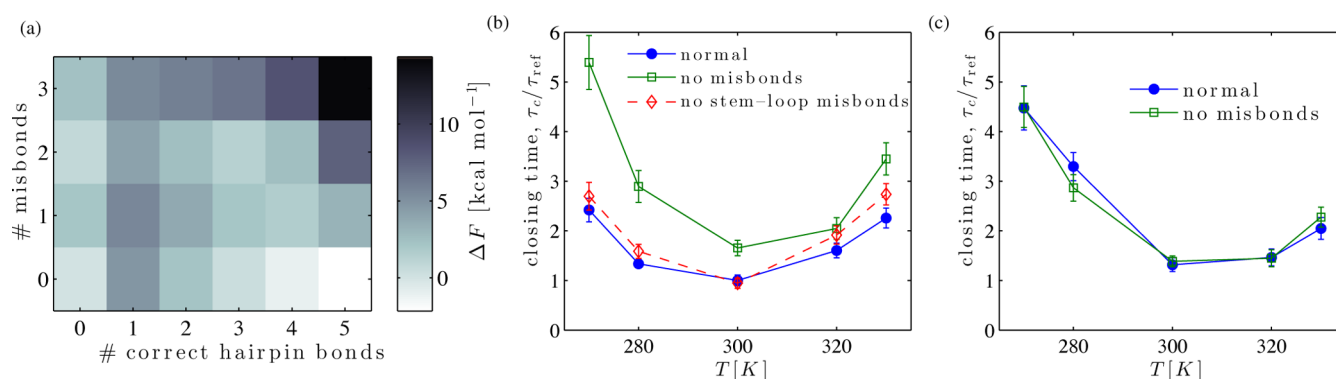 (a)
# misbonds
3
2
1
0
0 1 2 3 4 5
# correct hairpin bonds
10
5
0
ΔF [kcal mol⁻¹]
(b)
closing time, τc/τref
6
5
4
3
2
1
0
normal
no misbonds
no stem–loop misbonds
280 300 320
T[K]
(c)
closing time, τc/τref
6
5
4
3
2
1
0
normal
no misbonds
280 300 320
T[K]